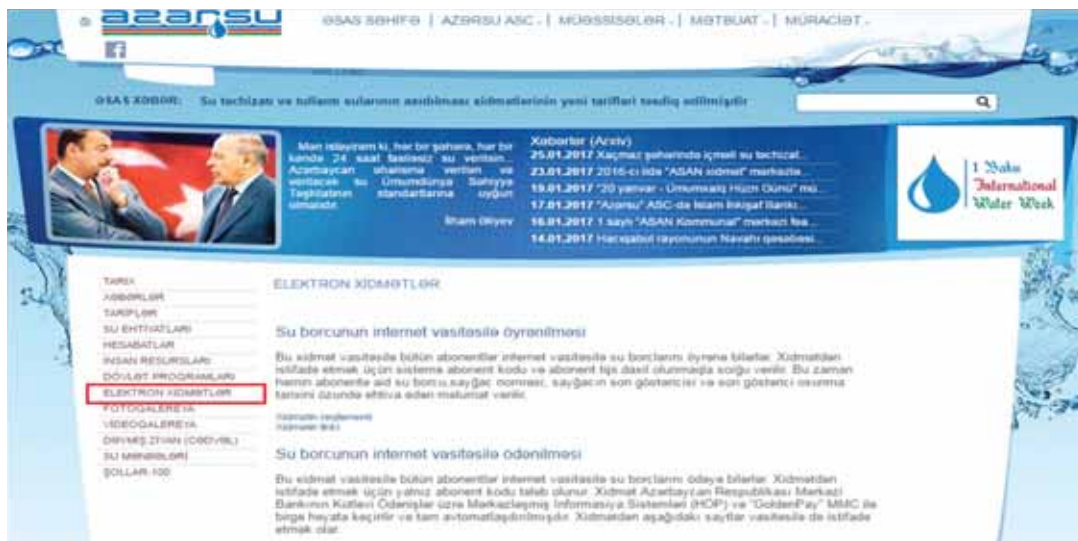 azərsu
ƏSAS SƏHİFƏ | AZƏRSU ASC | MÜƏSSİSƏLƏR | MƏTBUAT | MÜRACİƏT
ƏSAS XƏBƏR: Su təchizatı və tullantı sularının axıdılması xidmətlərinin yeni tarifləri təsdiq edilmişdir
Mən istəyirəm ki, hər bir şəhərə, hər bir
kəndə 24 saat fasiləsiz su verilsin...
Azərbaycan əhalisinə verilən və
veriləcək su Ümumdünya Səhiyyə
Təşkilatının standartlarına uyğun
olmalıdır.
İlham Əliyev
Xəbərlər (Arxiv)
25.01.2017 Xaçmaz şəhərində içməli su təchizat...
23.01.2017 2016-cı ildə "ASAN xidmət" mərkəzlə...
19.01.2017 "20 yanvar - Ümumxalq Hüzn Günü" mü...
17.01.2017 "Azərsu" ASC-də İslam İnkişaf Bankı...
16.01.2017 1 saylı "ASAN Kommunal" mərkəzi fəa...
14.01.2017 Hacıqabul rayonunun Navahı qəsəbəsi...
1 Baku
International
Water Week
TARİX
XƏBƏRLƏR
TARİFLƏR
SU EHTİYATLARI
HESABATLAR
İNSAN RESURSLARI
DÖVLƏT PROQRAMLARI
ELEKTRON XİDMƏTLƏR
FOTOQALEREYA
VİDEOQALEREYA
DƏYMİŞ ZİYAN (CƏDVƏL)
SU MƏNBƏLƏRİ
ŞOLLAR-100
ELEKTRON XİDMƏTLƏR
Su borcunun internet vasitəsilə öyrənilməsi
Bu xidmət vasitəsilə bütün abonentlər internet vasitəsilə su borclarını öyrənə bilərlər. Xidmətdən
istifadə etmək üçün sistemə abonent kodu və abonent tipi daxil olunmaqla sorğu verilir. Bu zaman
həmin abonentə aid su borcu, sayğac nömrəsi, sayğacın son göstəricisi və son göstərici oxunma
tarixini özündə ehtiva edən məlumat verilir.
Xidmətin reqlamenti
Xidmətin linki
Su borcunun internet vasitəsilə ödənilməsi
Bu xidmət vasitəsilə bütün abonentlər internet vasitəsilə su borclarını ödəyə bilərlər. Xidmətdən
istifadə etmək üçün yalnız abonent kodu tələb olunur. Xidmət Azərbaycan Respublikası Mərkəzi
Bankının Kütləvi Ödənişlər üzrə Mərkəzləşmiş İnformasiya Sistemləri (HÖP) və "GoldenPay" MMC ilə
birgə həyata keçirilir və tam avtomatlaşdırılmışdır. Xidmətdən aşağıdakı saytlar vasitəsilə də istifadə
etmək olar.